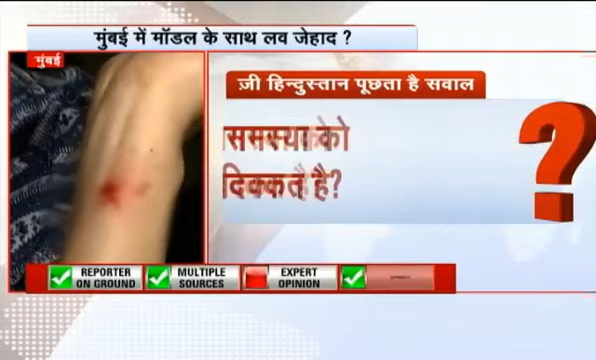 मुंबई में मॉडल के साथ लव जेहाद ?
मुंबई
ज़ी हिन्दुस्तान पूछता है सवाल
समस्या को
दिक्कत है?
?
REPORTER
ON GROUND
MULTIPLE
SOURCES
EXPERT
OPINION